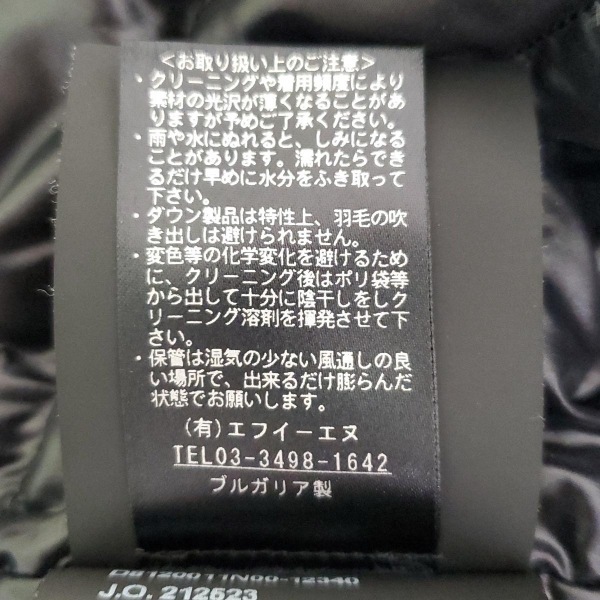 ＜お取り扱い上のご注意＞
・クリーニングや着用頻度により
素材の光沢が薄くなることがあ
りますが予めご了承ください。
・雨や水にぬれると、しみになる
ことがあります。濡れたらでき
るだけ早めに水分をふき取って
下さい。
・ダウン製品は特性上、羽毛の吹
き出しは避けられません。
・変色等の化学変化を避けるため
に、クリーニング後はポリ袋等
から出して十分に陰干しをしク
リーニング溶剤を揮発させて下
さい。
・保管は湿気の少ない風通しの良
い場所で、出来るだけ膨らんだ
状態でお願いします。
(有)エフイーエヌ
TEL03-3498-1642
ブルガリア製
J.O. 212523